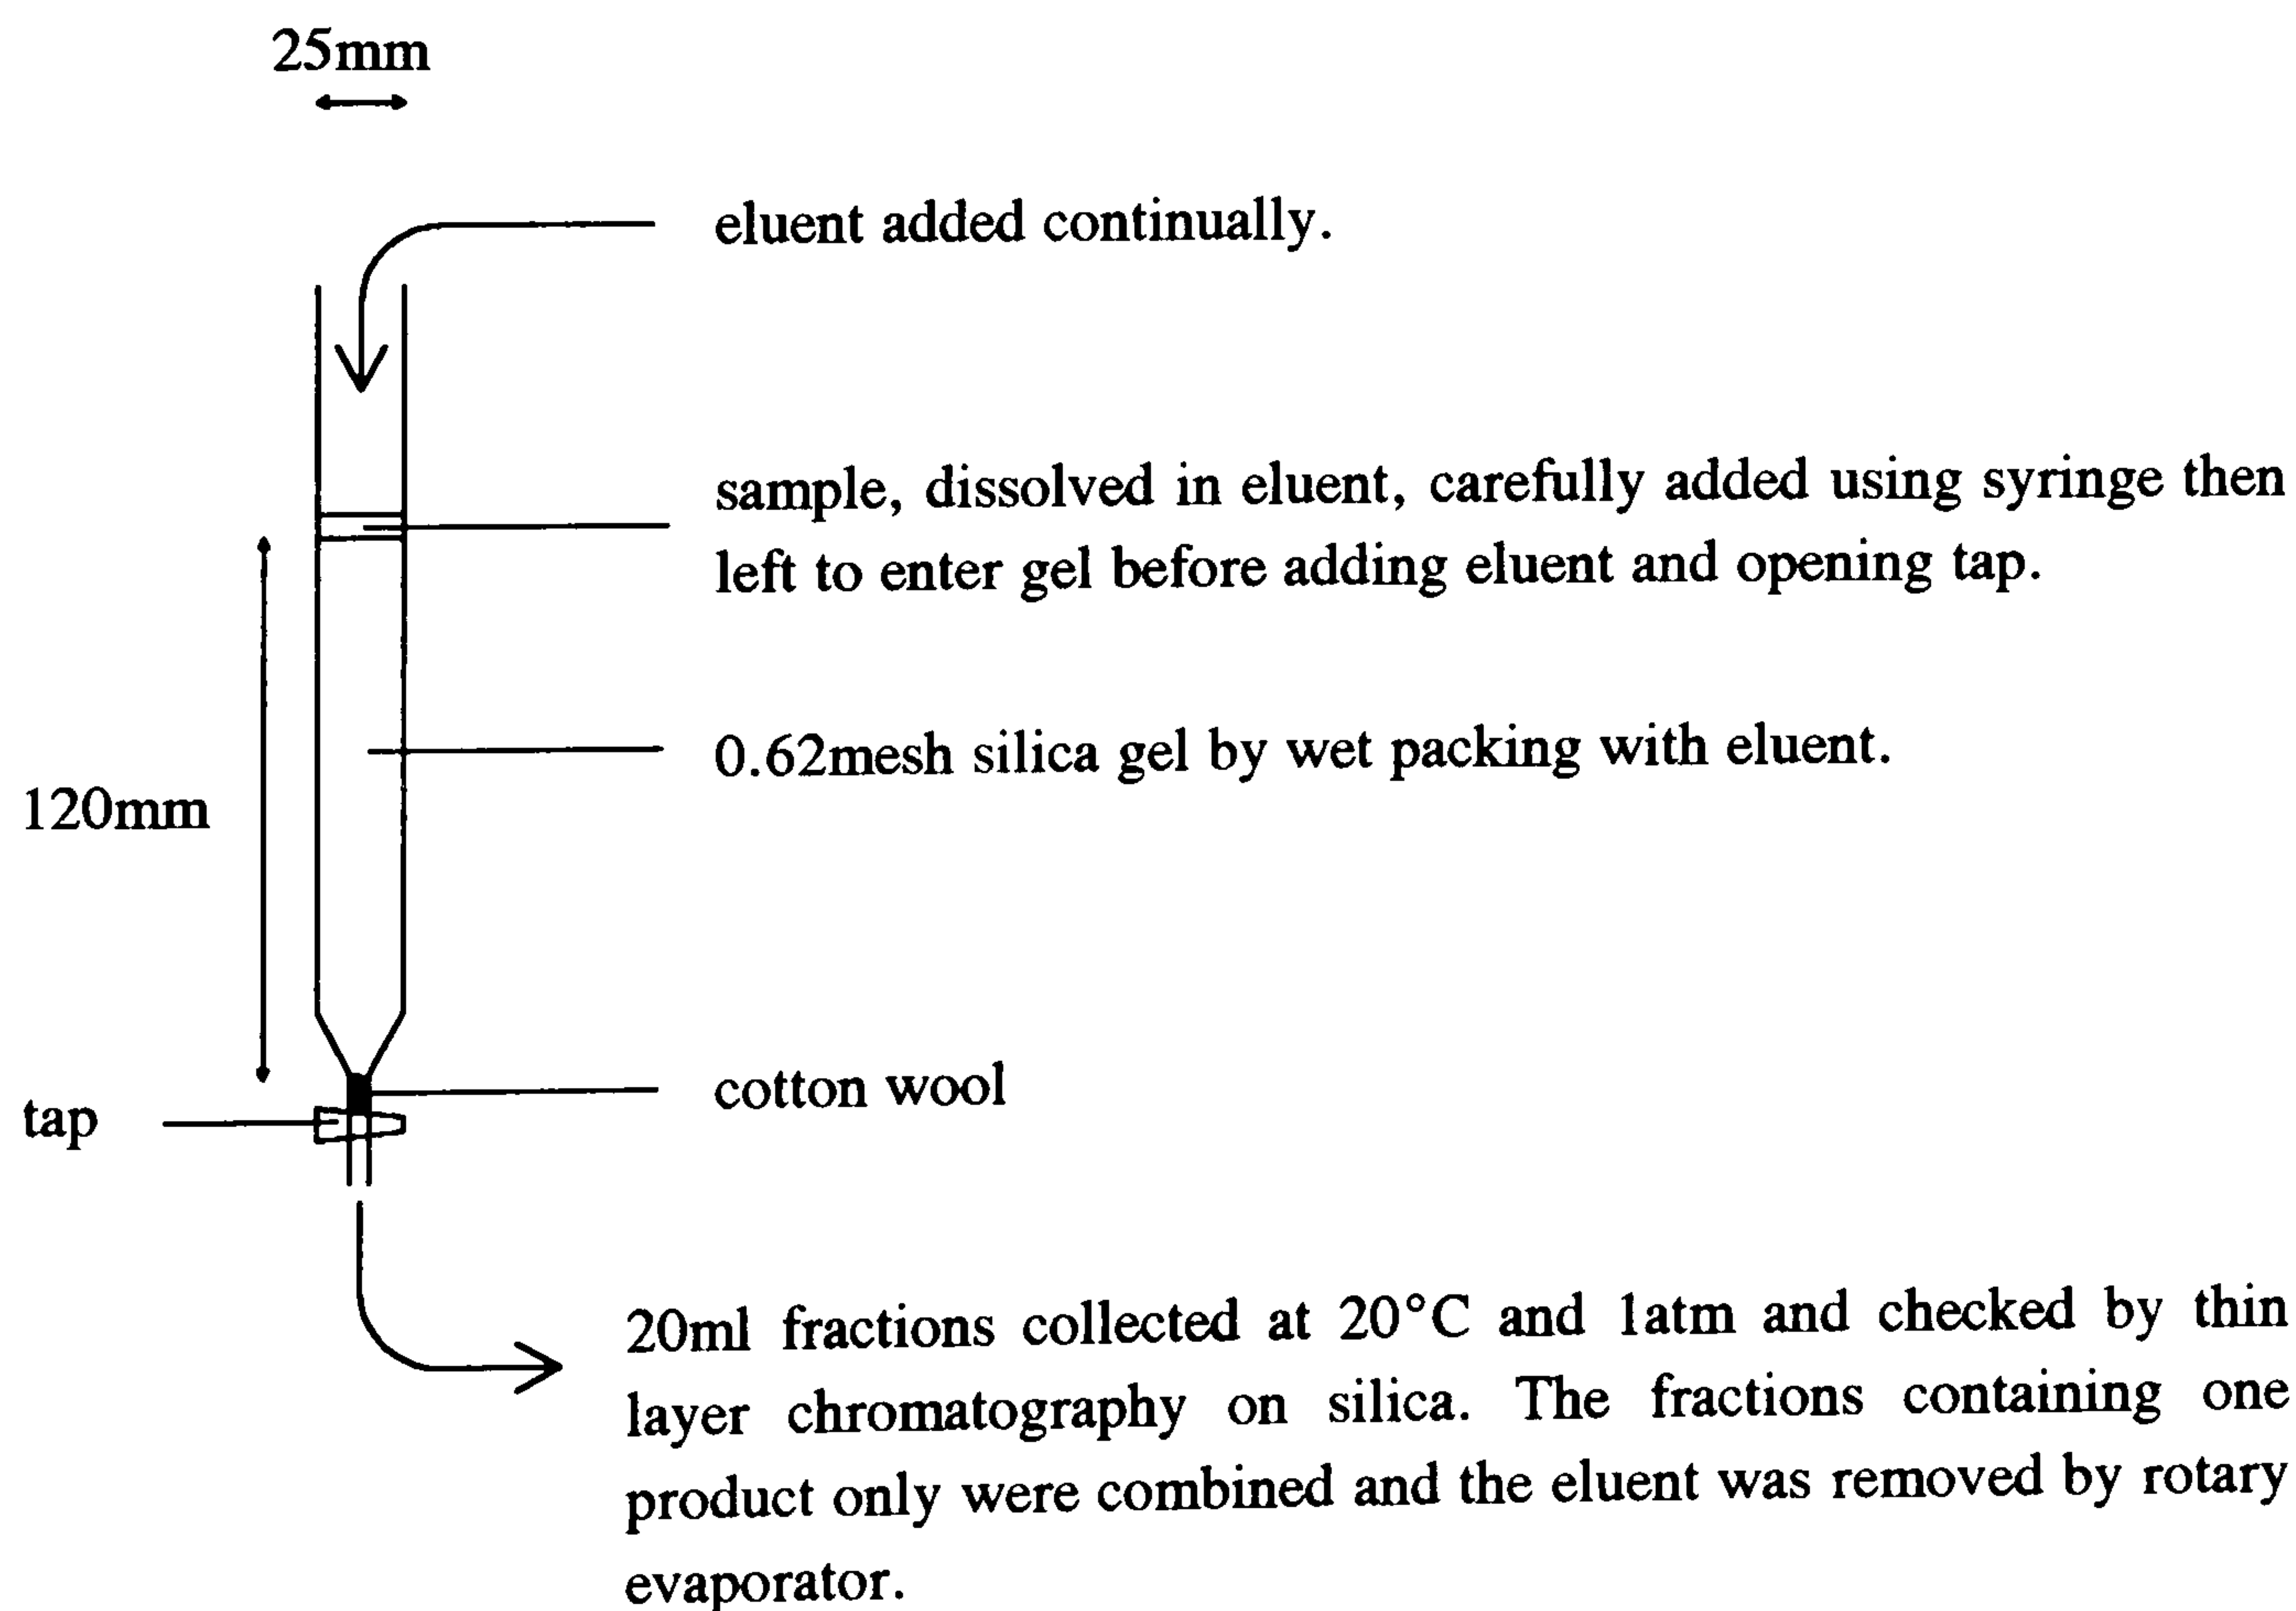 25mm
eluent added continually.
sample, dissolved in eluent, carefully added using syringe then
left to enter gel before adding eluent and opening tap.
0.62mesh silica gel by wet packing with eluent.
120mm
cotton wool
tap
20ml fractions collected at 20°C and 1atm and checked by thin
layer chromatography on silica. The fractions containing one
product only were combined and the eluent was removed by rotary
evaporator.